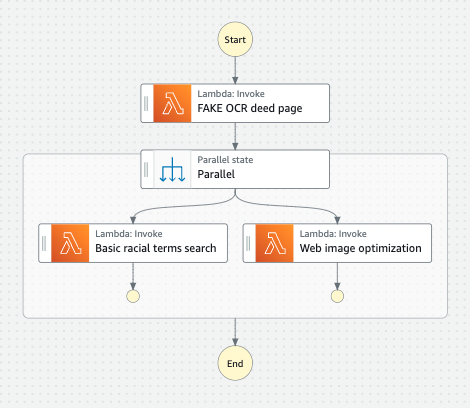 Start
Lambda: Invoke
FAKE OCR deed page
Parallel state
Parallel
Lambda: Invoke
Basic racial terms search
Lambda: Invoke
Web image optimization
End